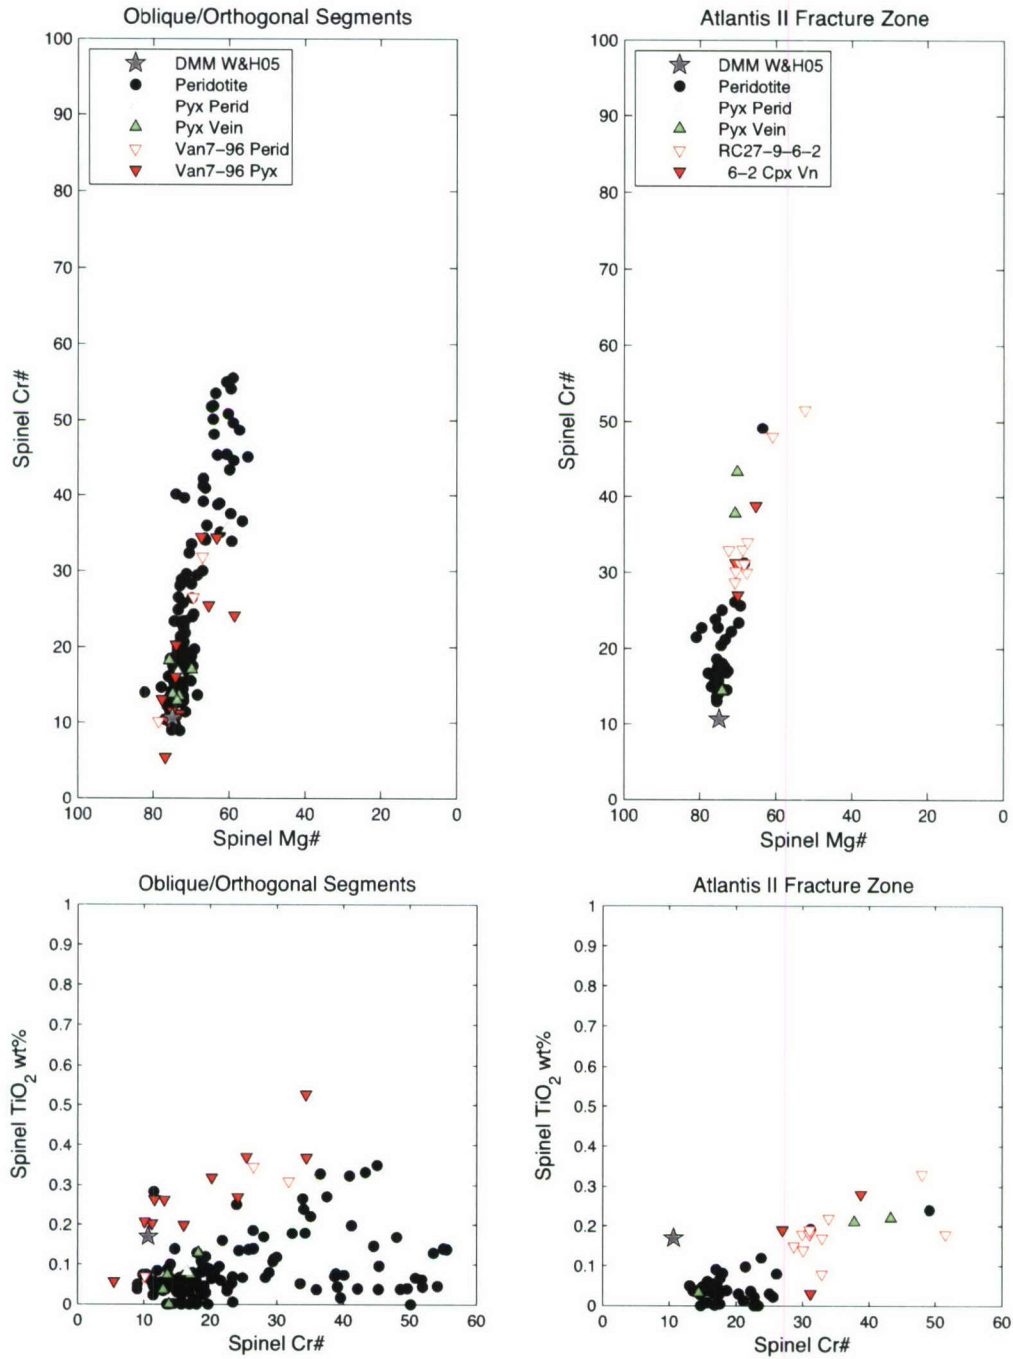 Oblique/Orthogonal Segments
100
90
80
70
60
50
40
30
20
10
0
Spinel Cr#
DMM W&H05
Peridotite
Pyx Perid
Pyx Vein
Van7-96 Perid
Van7-96 Pyx
100 80 60 40 20 0
Spinel Mg#
Atlantis II Fracture Zone
100
90
80
70
60
50
40
30
20
10
0
Spinel Cr#
DMM W&H05
Peridotite
Pyx Perid
Pyx Vein
RC27-9-6-2
6-2 Cpx Vn
100 80 60 40 20 0
Spinel Mg#
Oblique/Orthogonal Segments
1
0.9
0.8
0.7
0.6
0.5
0.4
0.3
0.2
0.1
0
Spinel TiO2 wt%
0 10 20 30 40 50 60
Spinel Cr#
Atlantis II Fracture Zone
1
0.9
0.8
0.7
0.6
0.5
0.4
0.3
0.2
0.1
0
Spinel TiO2 wt%
0 10 20 30 40 50 60
Spinel Cr#